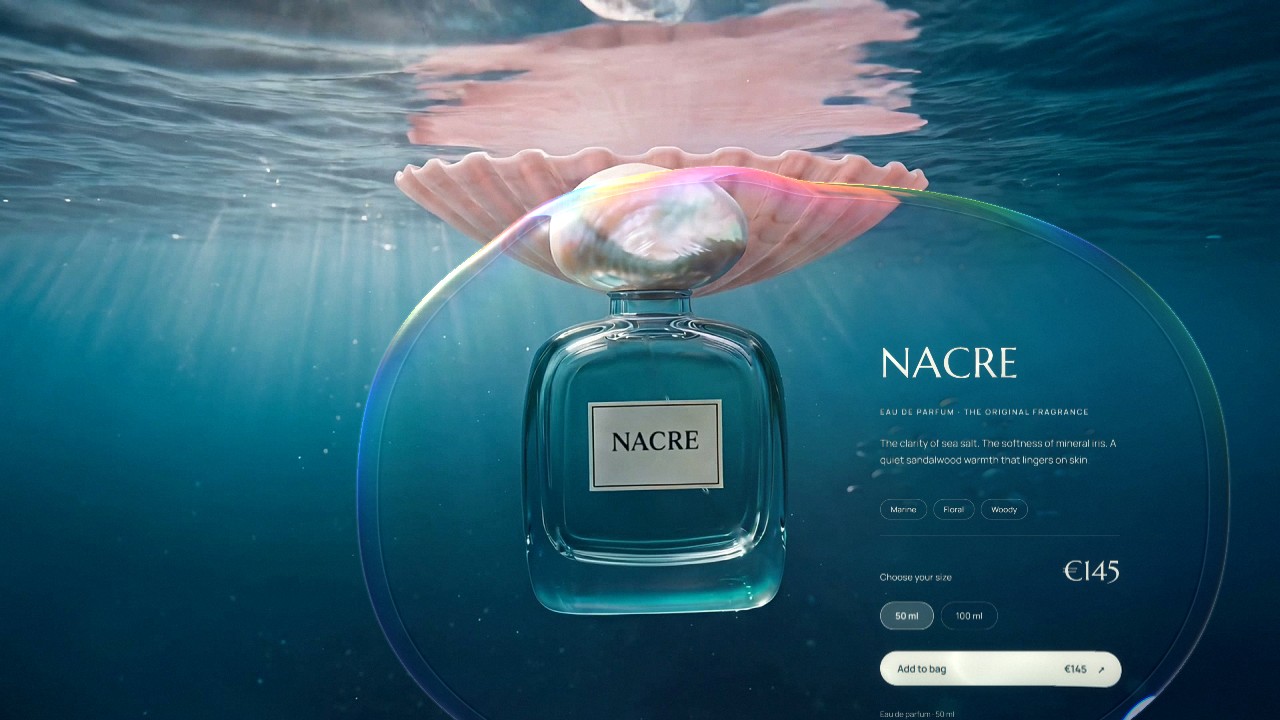 NACRE
NACRE
EAU DE PARFUM · THE ORIGINAL FRAGRANCE
The clarity of sea salt. The softness of mineral iris. A
quiet sandalwood warmth that lingers on skin.
Marine Floral Woody
Choose your size €145
50 ml 100 ml
Add to bag €145 ↗
Eau de parfum · 50 ml